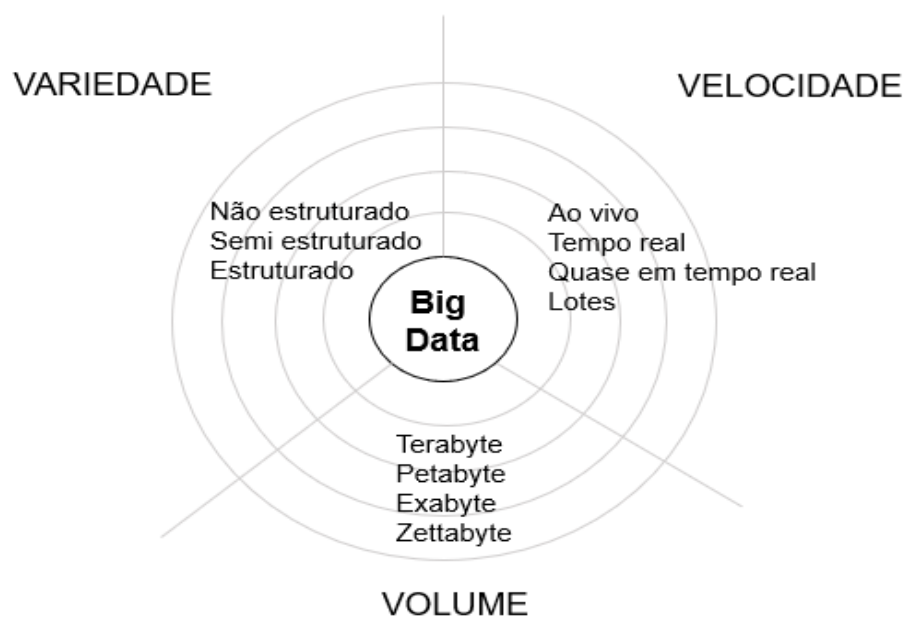 VARIEDADE
VELOCIDADE
Não estruturado
Semi estruturado
Estruturado
Ao vivo
Tempo real
Quase em tempo real
Lotes
Big
Data
Terabyte
Petabyte
Exabyte
Zettabyte
VOLUME